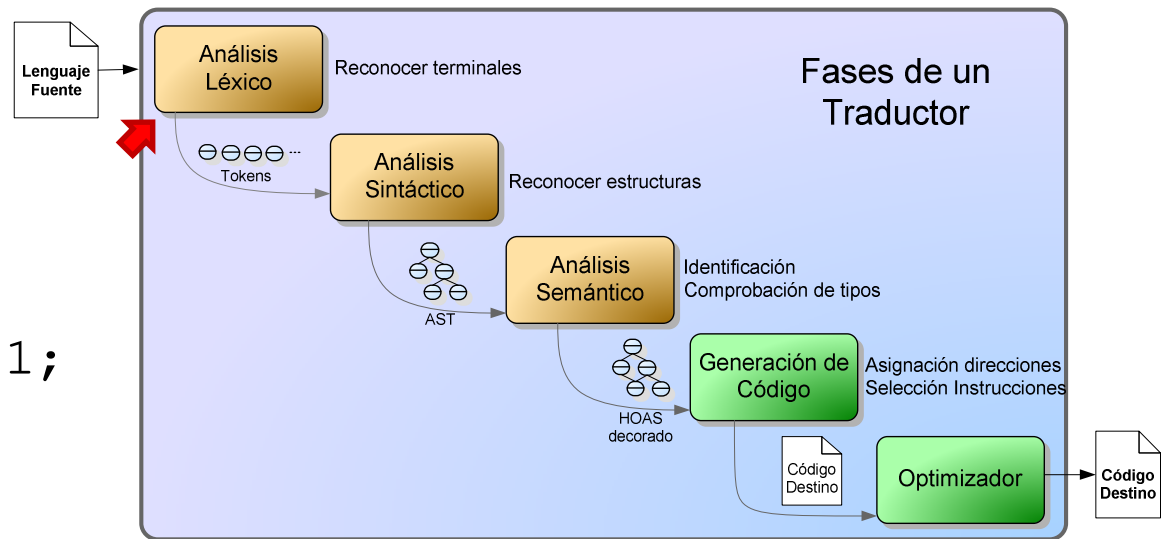 Lenguaje
Fuente
Análisis
Léxico
Reconocer terminales
Fases de un
Traductor
...
Tokens
Análisis
Sintáctico
Reconocer estructuras
AST
Análisis
Semántico
Identificación
Comprobación de tipos
1;
HOAS
decorado
Generación de
Código
Asignación direcciones
Selección Instrucciones
Código
Destino
Optimizador
Código
Destino